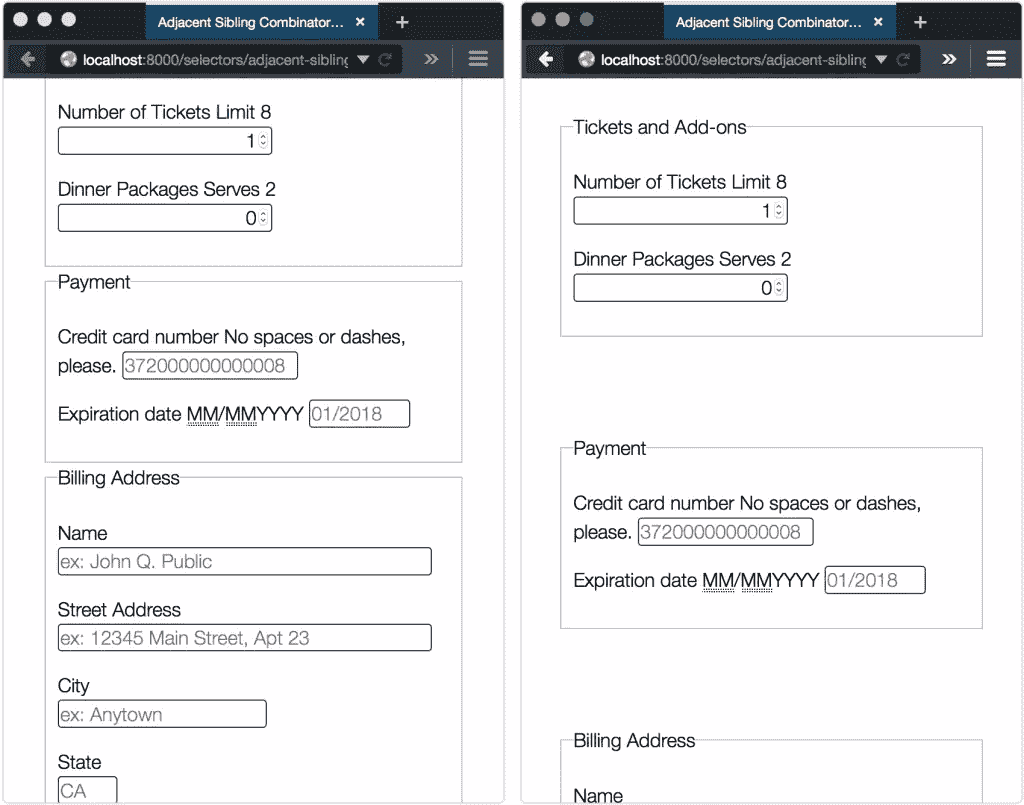 Adjacent Sibling Combinator...
localhost:8000/selectors/adjacent-sibling
Number of Tickets Limit 8
1
Dinner Packages Serves 2
0
Payment
Credit card number No spaces or dashes,
please. 372000000000008
Expiration date MM/MMYYYY 01/2018
Billing Address
Name
ex: John Q. Public
Street Address
ex: 12345 Main Street, Apt 23
City
ex: Anytown
State
CA
Adjacent Sibling Combinator...
localhost:8000/selectors/adjacent-sibling
Tickets and Add-ons
Number of Tickets Limit 8
1
Dinner Packages Serves 2
0
Payment
Credit card number No spaces or dashes,
please. 372000000000008
Expiration date MM/MMYYYY 01/2018
Billing Address
Name